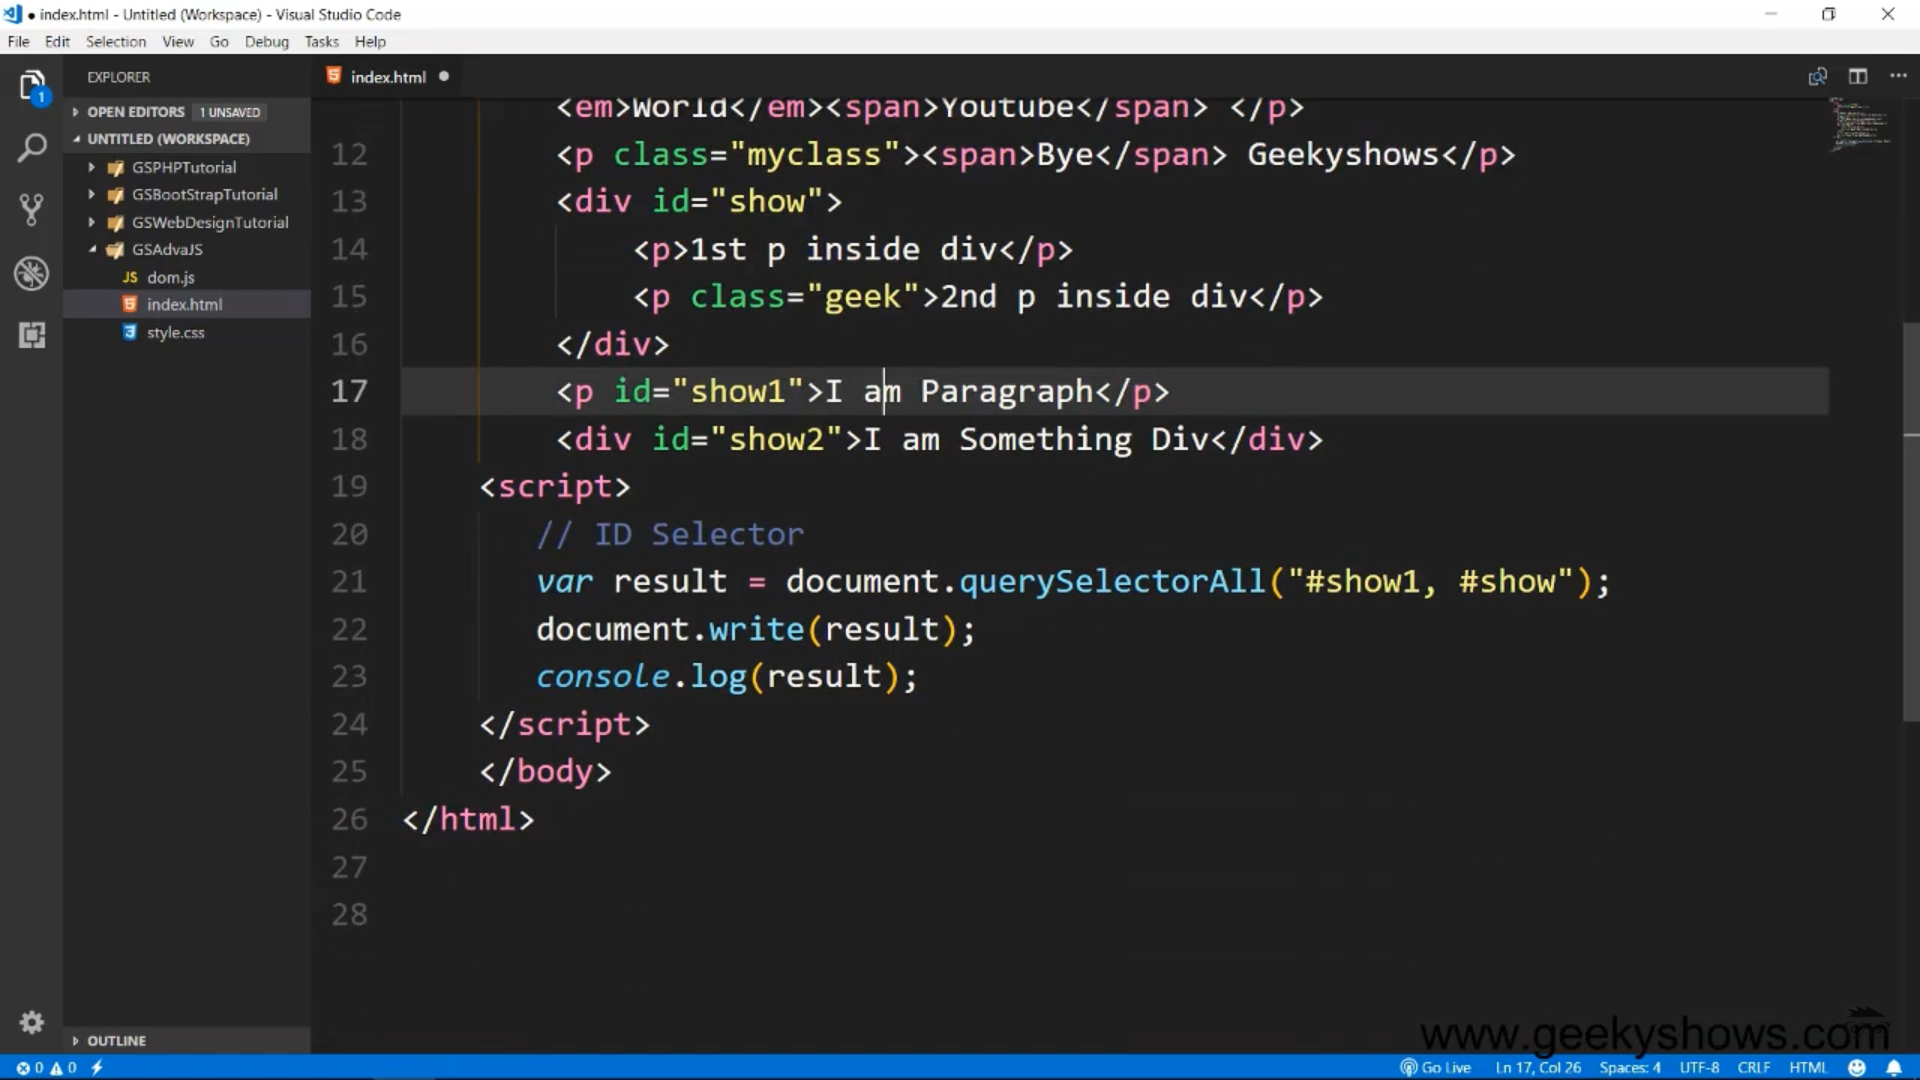 ● index.html - Untitled (Workspace) - Visual Studio Code
File Edit Selection View Go Debug Tasks Help
EXPLORER
index.html
OPEN EDITORS 1 UNSAVED
UNTITLED (WORKSPACE)
GSPHPTutorial
GSBootStrapTutorial
GSWebDesignTutorial
GSAdvaJS
JS dom.js
index.html
style.css
OUTLINE
1
<em>World</em><span>Youtube</span> </p>
12 <p class="myclass"><span>Bye</span> Geekyshows</p>
13 <div id="show">
14 <p>1st p inside div</p>
15 <p class="geek">2nd p inside div</p>
16 </div>
17 <p id="show1">I am Paragraph</p>
18 <div id="show2">I am Something Div</div>
19 <script>
20 // ID Selector
21 var result = document.querySelectorAll("#show1, #show");
22 document.write(result);
23 console.log(result);
24 </script>
25 </body>
26 </html>
27
28
www.geekyshows.com
0 0 Go Live Ln 17, Col 26 Spaces: 4 UTF-8 CRLF HTML